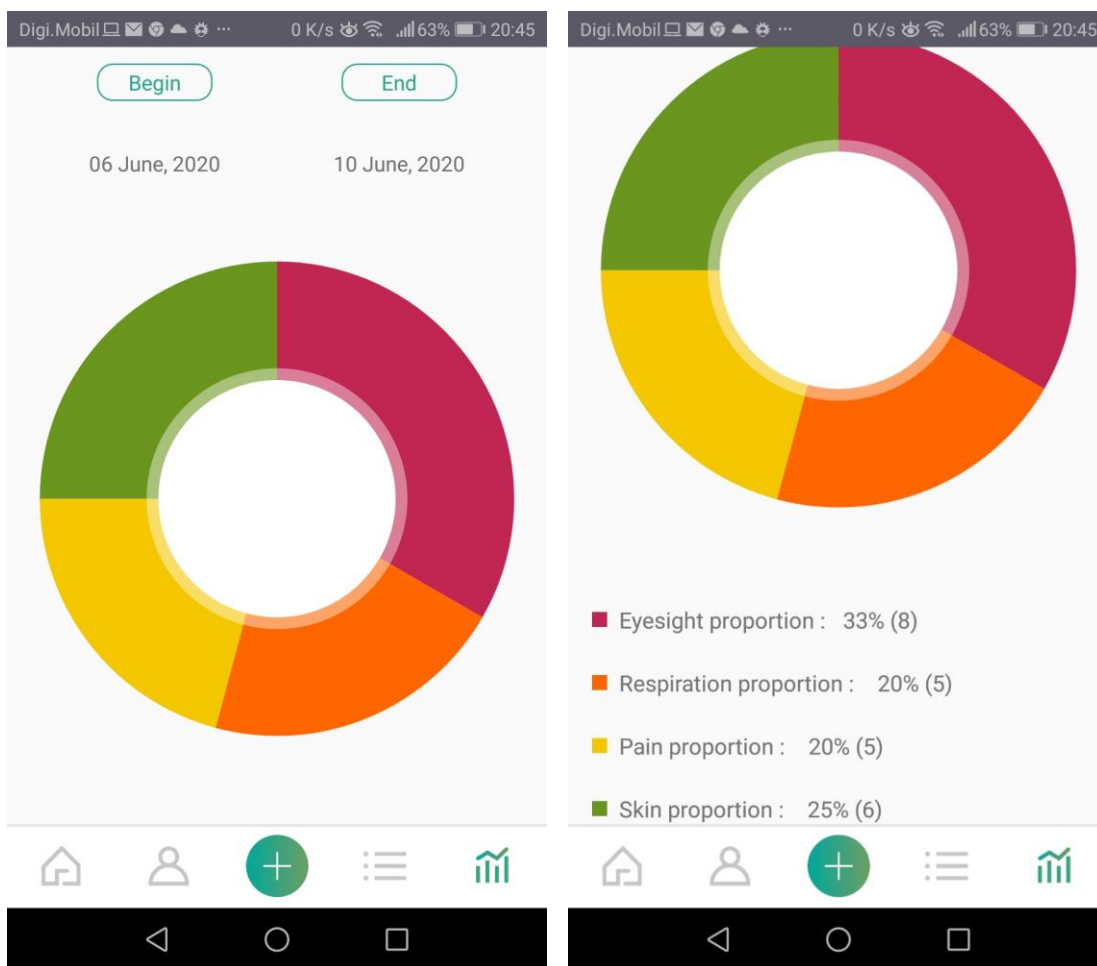 Digi.Mobil ... 0 K/s 63% 20:45
Begin End
06 June, 2020 10 June, 2020
Digi.Mobil ... 0 K/s 63% 20:45
Eyesight proportion : 33% (8)
Respiration proportion : 20% (5)
Pain proportion : 20% (5)
Skin proportion : 25% (6)